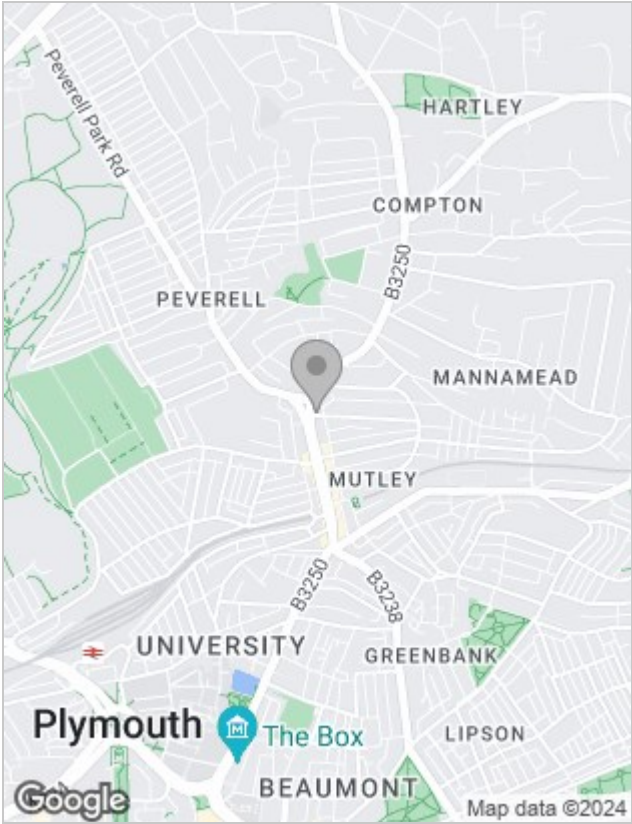 Peverell Park Rd
HARTLEY
COMPTON
B3250
PEVERELL
MANNAMEAD
MUTLEY
B3250
B3238
UNIVERSITY
GREENBANK
Plymouth
The Box
LIPSON
BEAUMONT
Google
Map data ©2024